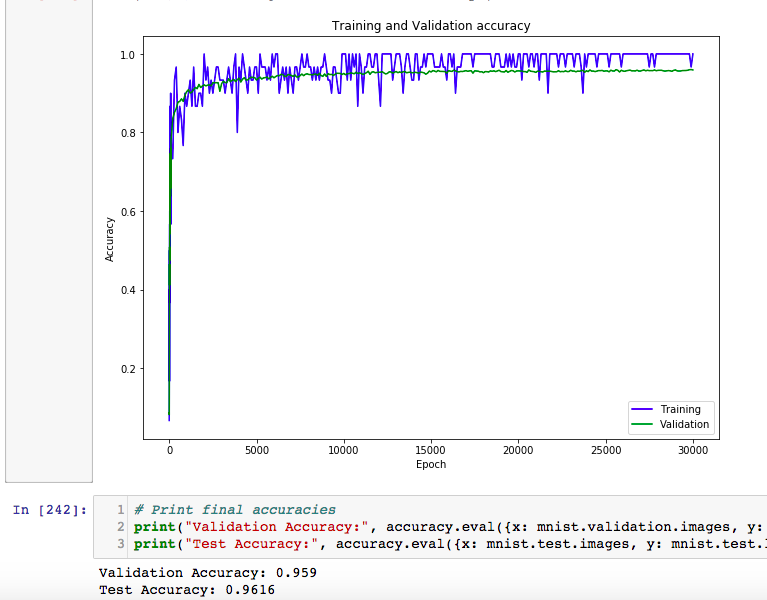 Training and Validation accuracy
1.0
0.8
0.6
0.4
0.2
Accuracy
0 5000 10000 15000 20000 25000 30000
Epoch
Training
Validation
In [242]:
1 # Print final accuracies
2 print("Validation Accuracy:", accuracy.eval({x: mnist.validation.images, y:
3 print("Test Accuracy:", accuracy.eval({x: mnist.test.images, y: mnist.test.
Validation Accuracy: 0.959
Test Accuracy: 0.9616